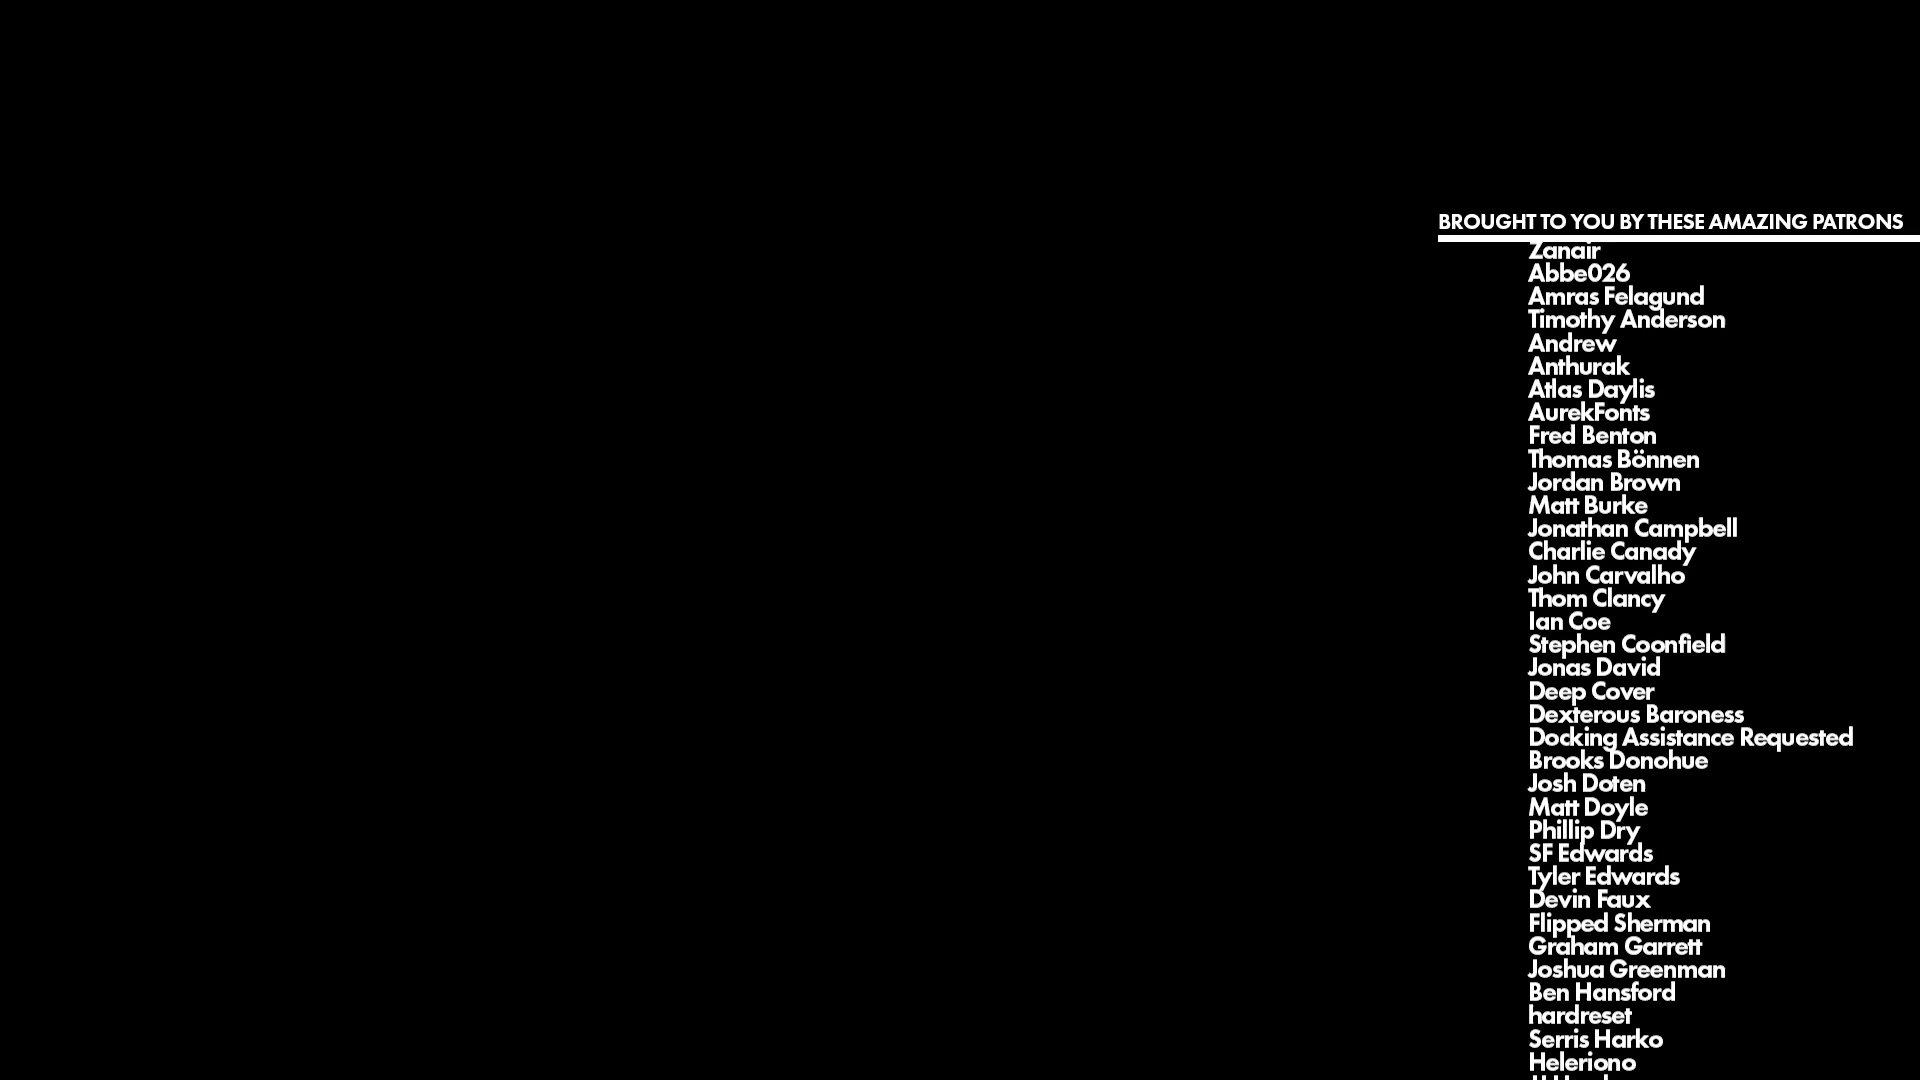 BROUGHT TO YOU BY THESE AMAZING PATRONS
Zanair
Abbe026
Amras Felagund
Timothy Anderson
Andrew
Anthurak
Atlas Daylis
AurekFonts
Fred Benton
Thomas Bönnen
Jordan Brown
Matt Burke
Jonathan Campbell
Charlie Canady
John Carvalho
Thom Clancy
Ian Coe
Stephen Coonfield
Jonas David
Deep Cover
Dexterous Baroness
Docking Assistance Requested
Brooks Donohue
Josh Doten
Matt Doyle
Phillip Dry
SF Edwards
Tyler Edwards
Devin Faux
Flipped Sherman
Graham Garrett
Joshua Greenman
Ben Hansford
hardreset
Serris Harko
Heleriono